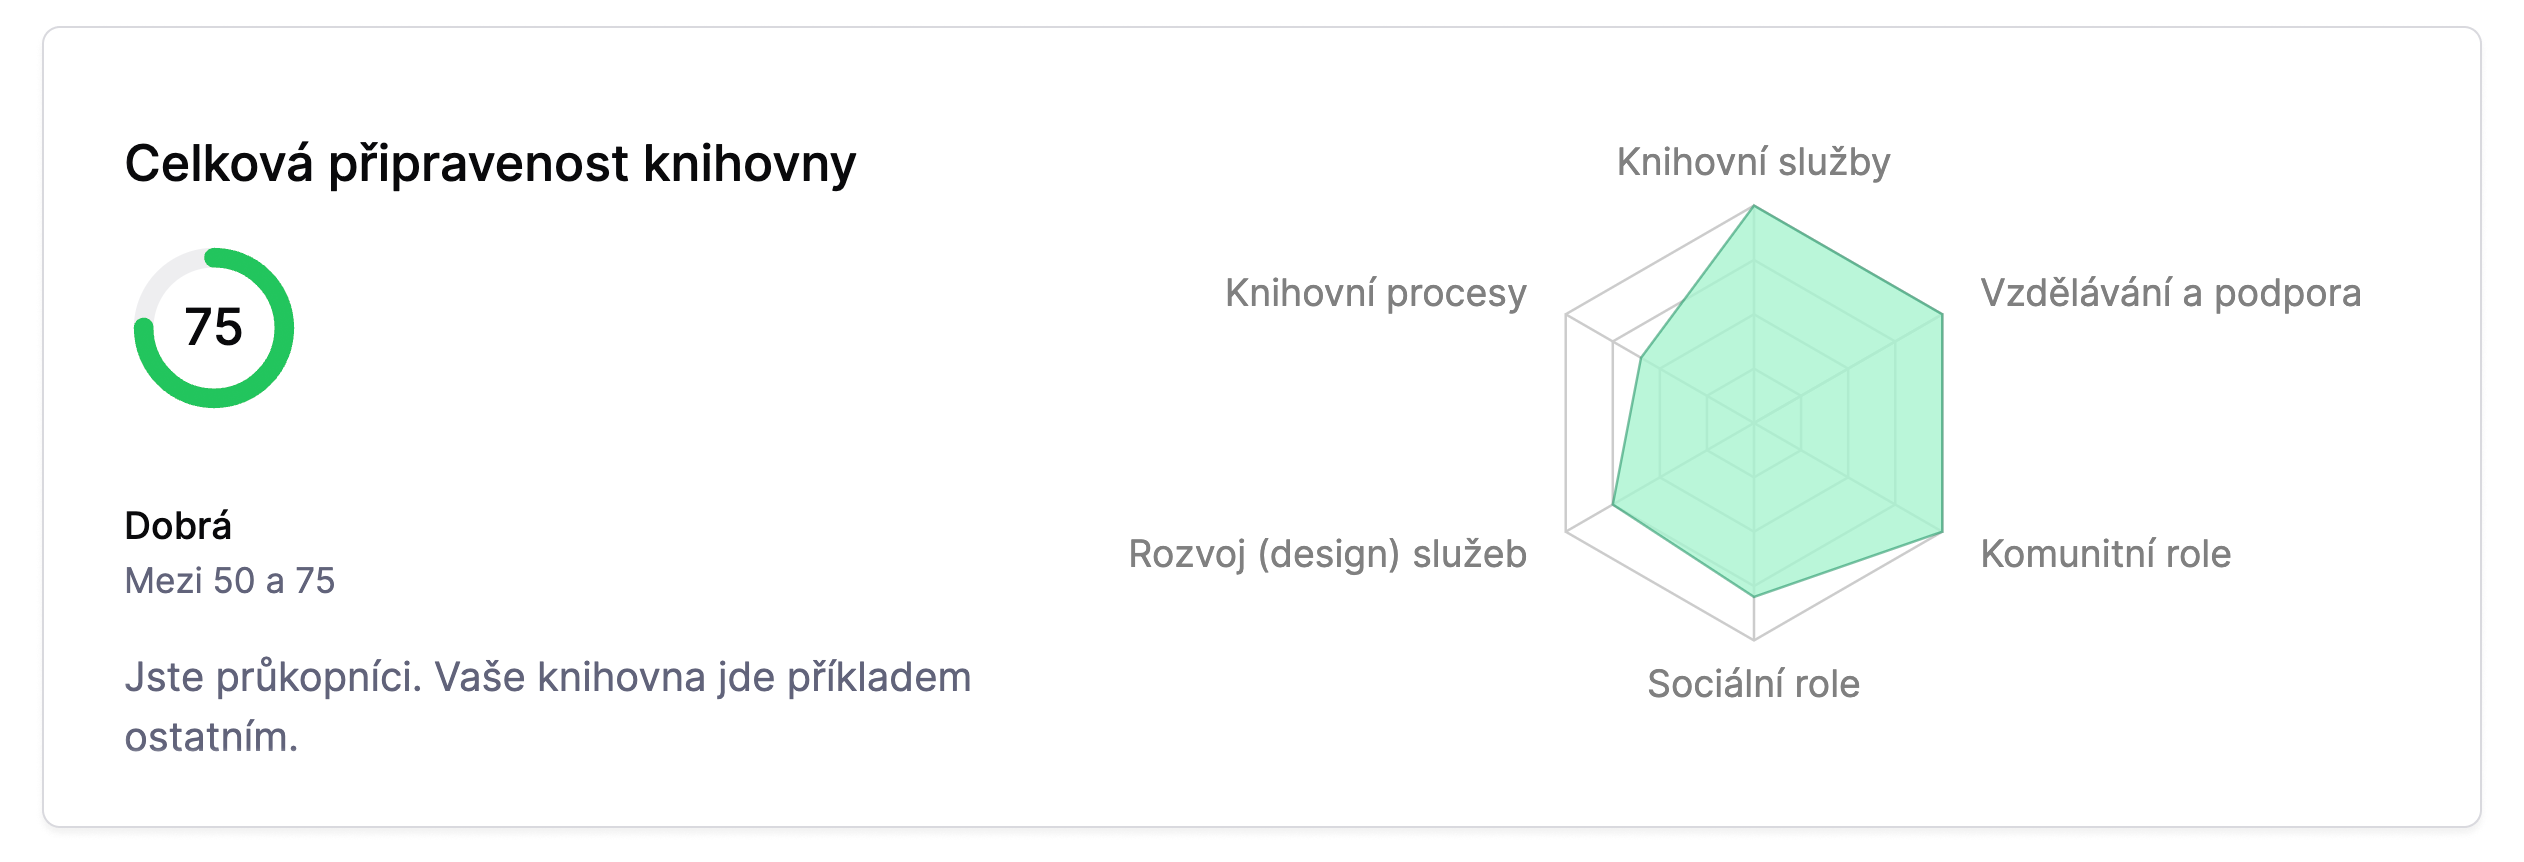 Celková připravenost knihovny
75
Dobrá
Mezi 50 a 75
Jste průkopníci. Vaše knihovna jde příkladem
ostatním.
Knihovní služby
Vzdělávání a podpora
Komunitní role
Sociální role
Rozvoj (design) služeb
Knihovní procesy